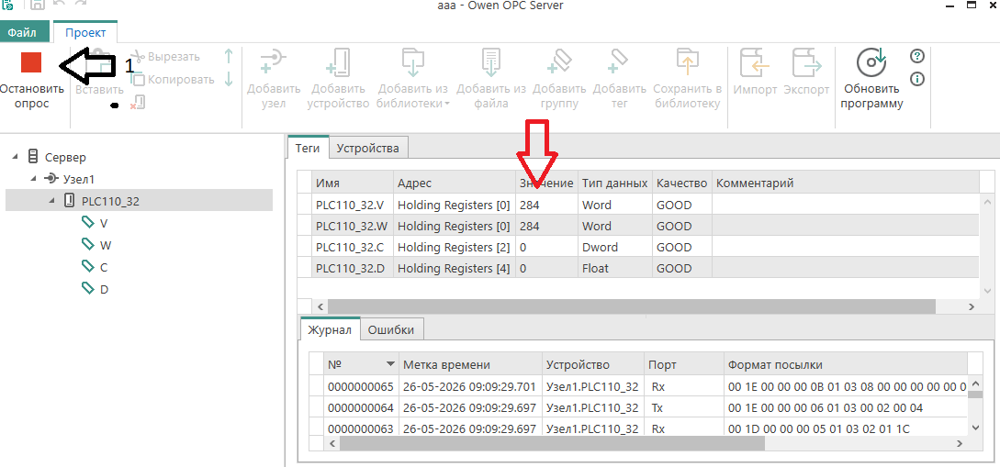 aaa - Owen OPC Server
Файл Проект
Остановить опрос
1
Вставить
Вырезать
Копировать
Добавить узел
Добавить устройство
Добавить из библиотеки
Добавить из файла
Добавить группу
Добавить тег
Сохранить в библиотеку
Импорт
Экспорт
Обновить программу
Сервер
Узел1
PLC110_32
V
W
C
D
Теги Устройства
Имя Адрес Значение Тип данных Качество Комментарий
PLC110_32.V Holding Registers [0] 284 Word GOOD
PLC110_32.W Holding Registers [0] 284 Word GOOD
PLC110_32.C Holding Registers [2] 0 Dword GOOD
PLC110_32.D Holding Registers [4] 0 Float GOOD
Журнал Ошибки
№ Метка времени Устройство Порт Формат посылки
0000000065 26-05-2026 09:09:29.701 Узел1.PLC110_32 Rx 00 1E 00 00 00 0B 01 03 08 00 00 00 00 00 0
0000000064 26-05-2026 09:09:29.697 Узел1.PLC110_32 Tx 00 1E 00 00 00 06 01 03 00 02 00 04
0000000063 26-05-2026 09:09:29.697 Узел1.PLC110_32 Rx 00 1D 00 00 00 05 01 03 02 01 1C